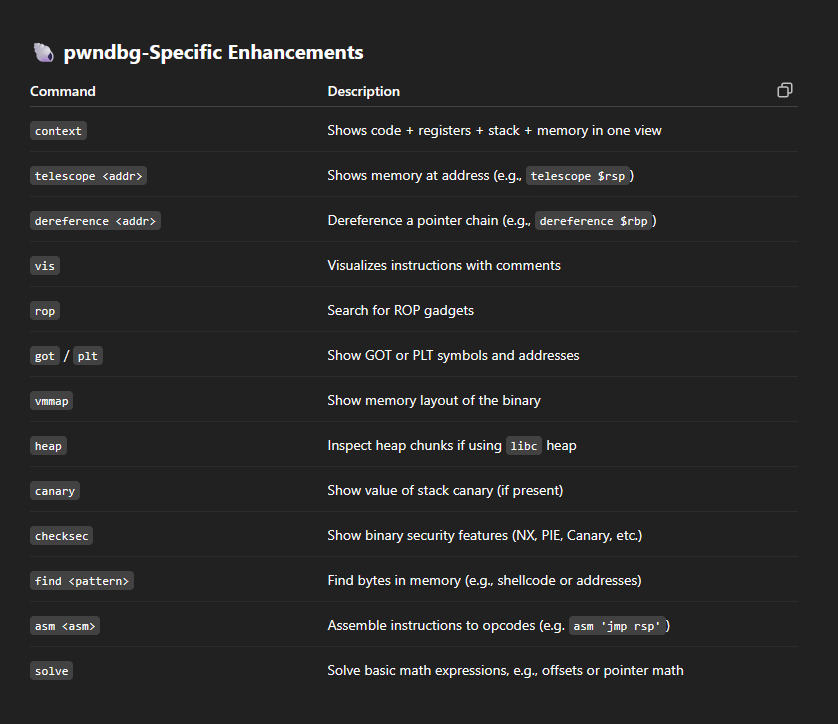 🐚 pwndbg-Specific Enhancements
Command Description
context Shows code + registers + stack + memory in one view
telescope <addr> Shows memory at address (e.g., telescope $rsp)
dereference <addr> Dereference a pointer chain (e.g., dereference $rbp)
vis Visualizes instructions with comments
rop Search for ROP gadgets
got / plt Show GOT or PLT symbols and addresses
vmmap Show memory layout of the binary
heap Inspect heap chunks if using libc heap
canary Show value of stack canary (if present)
checksec Show binary security features (NX, PIE, Canary, etc.)
find <pattern> Find bytes in memory (e.g., shellcode or addresses)
asm <asm> Assemble instructions to opcodes (e.g. asm 'jmp rsp')
solve Solve basic math expressions, e.g., offsets or pointer math